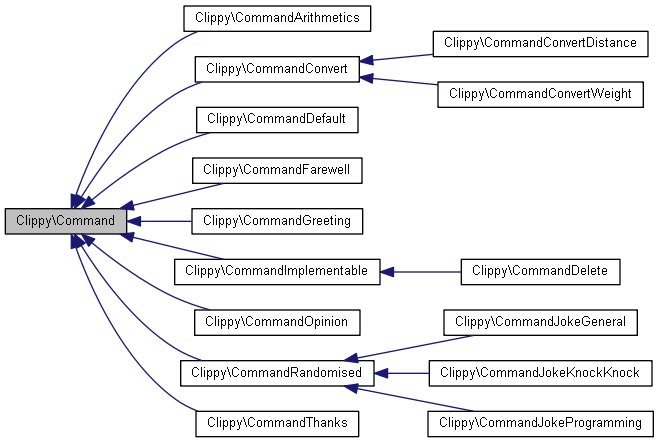 Clippy\CommandArithmetics
Clippy\CommandConvertDistance
Clippy\CommandConvert
Clippy\CommandConvertWeight
Clippy\CommandDefault
Clippy\CommandFarewell
Clippy\Command
Clippy\CommandGreeting
Clippy\CommandImplementable
Clippy\CommandDelete
Clippy\CommandOpinion
Clippy\CommandJokeGeneral
Clippy\CommandRandomised
Clippy\CommandJokeKnockKnock
Clippy\CommandThanks
Clippy\CommandJokeProgramming